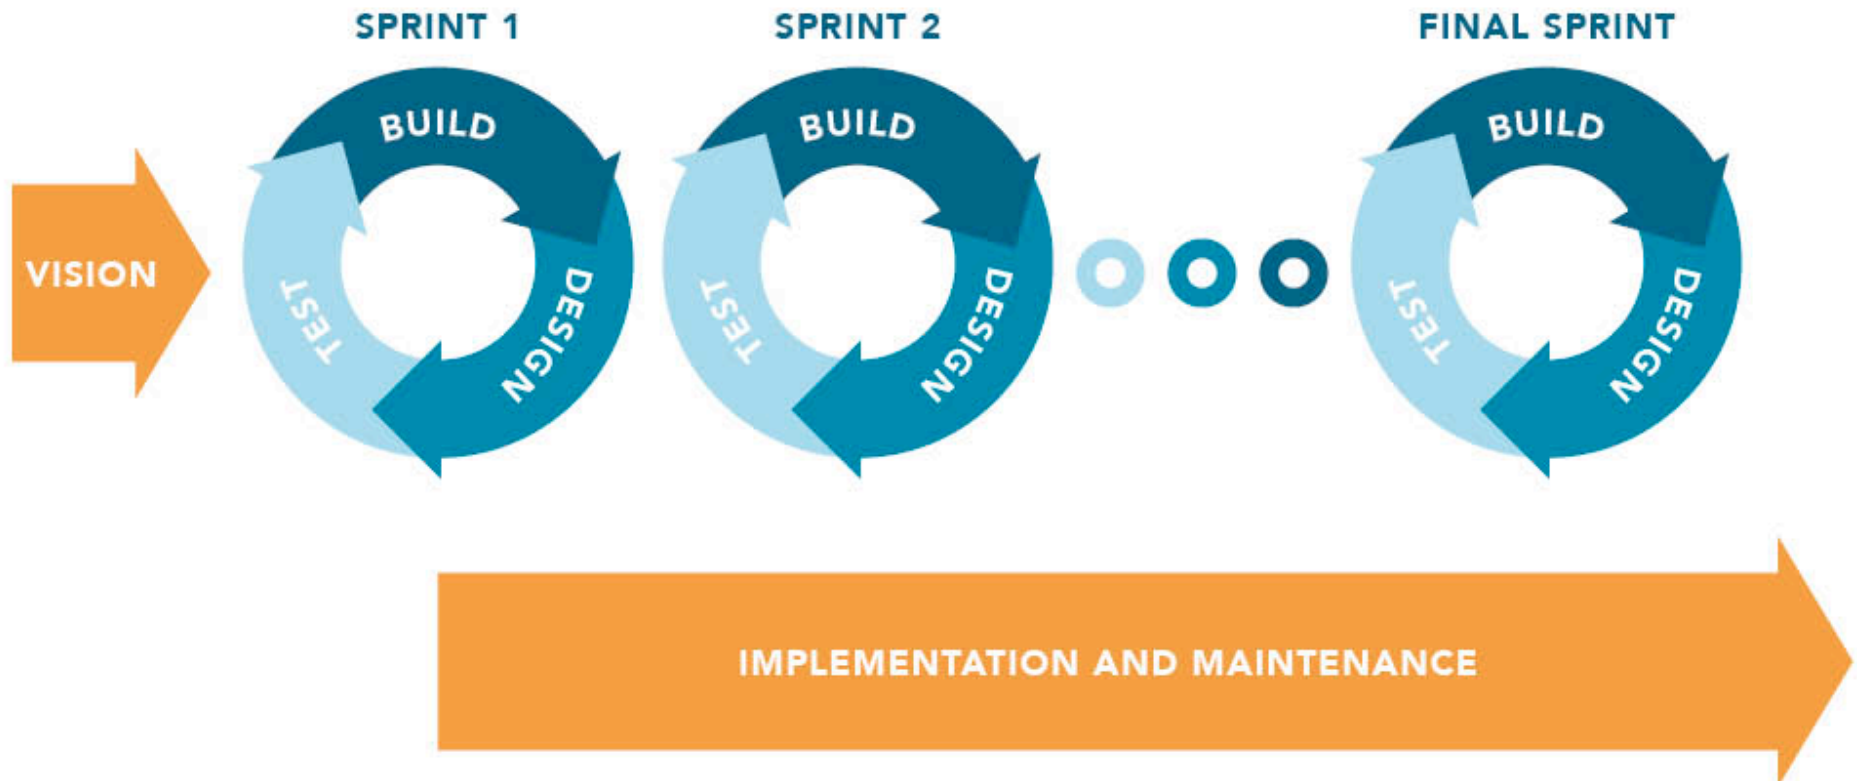 SPRINT 1
SPRINT 2
FINAL SPRINT
VISION
BUILD
DESIGN
TEST
BUILD
DESIGN
TEST
BUILD
DESIGN
TEST
IMPLEMENTATION AND MAINTENANCE